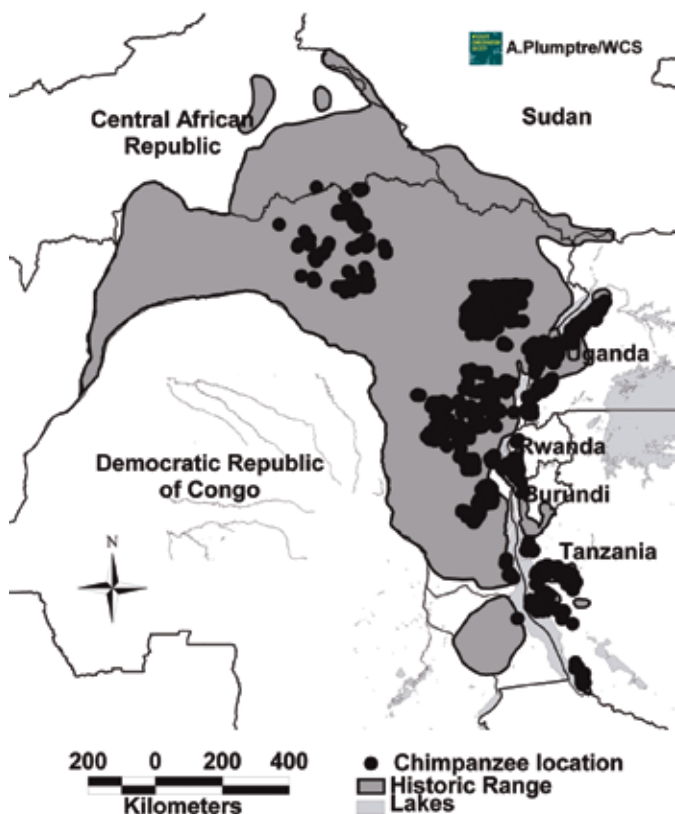 A.Plumptre/WCS
Central African
Republic
Sudan
Uganda
Democratic Republic
of Congo
Rwanda
Burundi
Tanzania
N
200 0 200 400
Kilometers
Chimpanzee location
Historic Range
Lakes